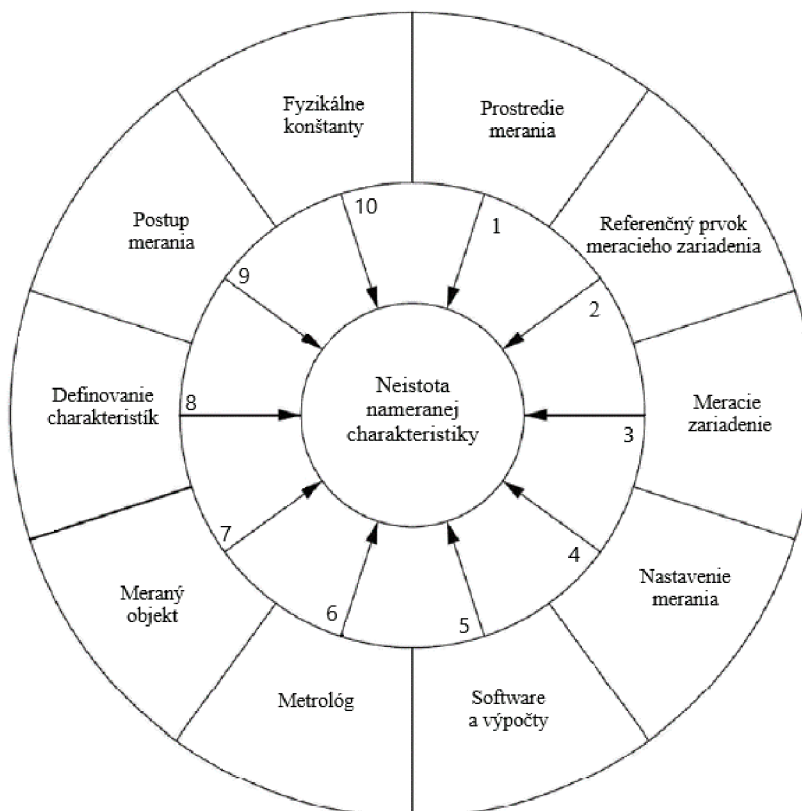 Fyzikálne
konštanty
Prostredie
merania
Postup
merania
Referenčný prvok
meracieho zariadenia
10
1
9
2
Definovanie
charakteristík
8
Neistota
nameranej
charakteristiky
3
Meracie
zariadenie
7
4
6
5
Meraný
objekt
Nastavenie
merania
Metrológ
Software
a výpočty